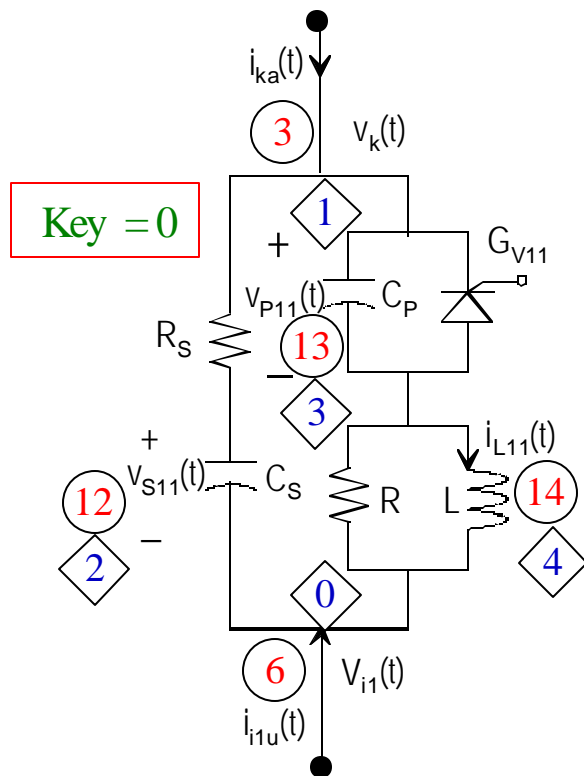 i_ka(t)
3
v_k(t)
Key = 0
1
+
G_V11
v_P11(t)
C_P
R_S
13
−
3
+
i_L11(t)
v_S11(t)
C_S
R
L
14
12
−
2
4
0
6
V_i1(t)
i_i1u(t)